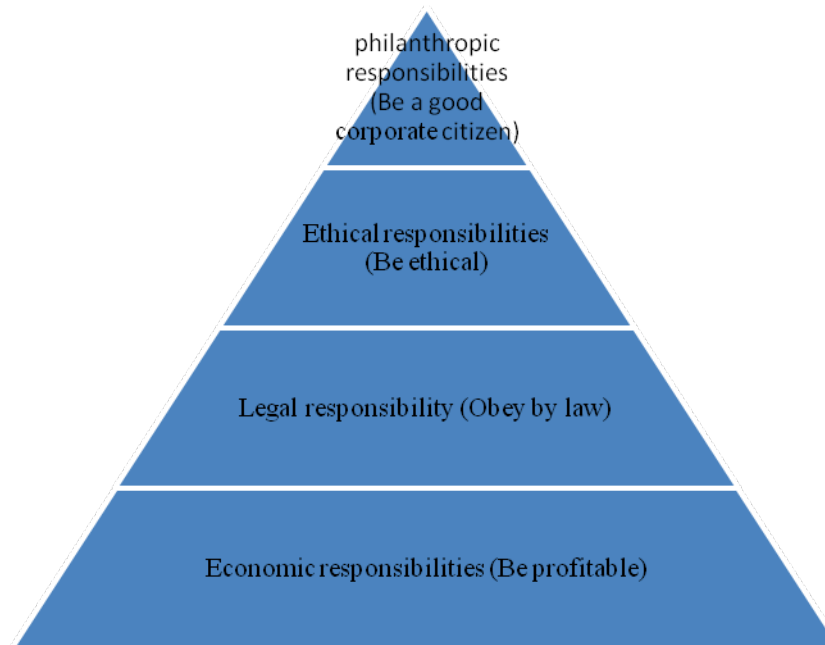 philanthropic
responsibilities
(Be a good
corporate citizen)
Ethical responsibilities
(Be ethical)
Legal responsibility (Obey by law)
Economic responsibilities (Be profitable)